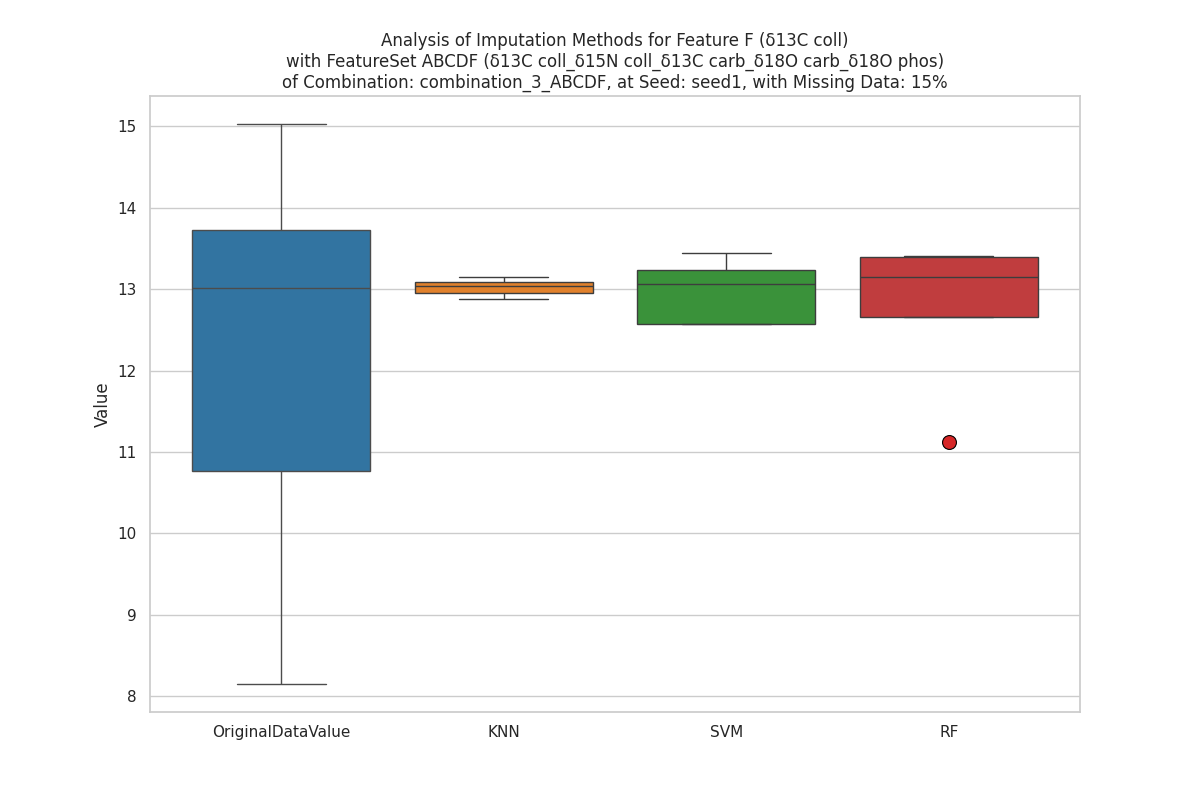 Analysis of Imputation Methods for Feature F (δ13C coll)
with FeatureSet ABCDF (δ13C coll_δ15N coll_δ13C carb_δ18O carb_δ18O phos)
of Combination: combination_3_ABCDF, at Seed: seed1, with Missing Data: 15%
15
14
13
12
11
10
9
8
Value
OriginalDataValue
KNN
SVM
RF